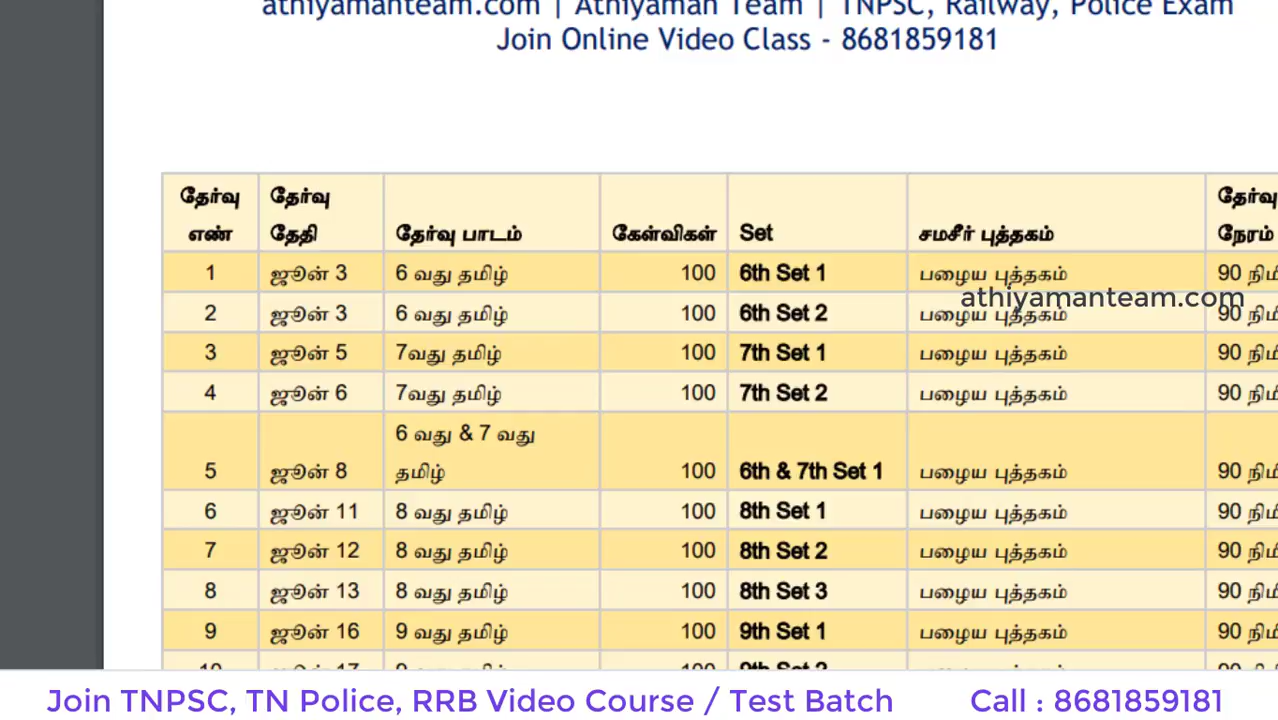 athiyamanteam.com | Athiyaman Team | TNPSC, Railway, Police Exam
Join Online Video Class - 8681859181
தேர்வு எண் தேர்வு தேதி தேர்வு பாடம் கேள்விகள் Set சமசீர் புத்தகம் தேர்வு நேரம்
1 ஜூன் 3 6 வது தமிழ் 100 6th Set 1 பழைய புத்தகம் 90 நிமி
athiyamanteam.com
2 ஜூன் 3 6 வது தமிழ் 100 6th Set 2 பழைய புத்தகம் 90 நிமி
3 ஜூன் 5 7வது தமிழ் 100 7th Set 1 பழைய புத்தகம் 90 நிமி
4 ஜூன் 6 7வது தமிழ் 100 7th Set 2 பழைய புத்தகம் 90 நிமி
5 ஜூன் 8 6 வது & 7 வது தமிழ் 100 6th & 7th Set 1 பழைய புத்தகம் 90 நிமி
6 ஜூன் 11 8 வது தமிழ் 100 8th Set 1 பழைய புத்தகம் 90 நிமி
7 ஜூன் 12 8 வது தமிழ் 100 8th Set 2 பழைய புத்தகம் 90 நிமி
8 ஜூன் 13 8 வது தமிழ் 100 8th Set 3 பழைய புத்தகம் 90 நிமி
9 ஜூன் 16 9 வது தமிழ் 100 9th Set 1 பழைய புத்தகம் 90 நிமி
Join TNPSC, TN Police, RRB Video Course / Test Batch Call : 8681859181